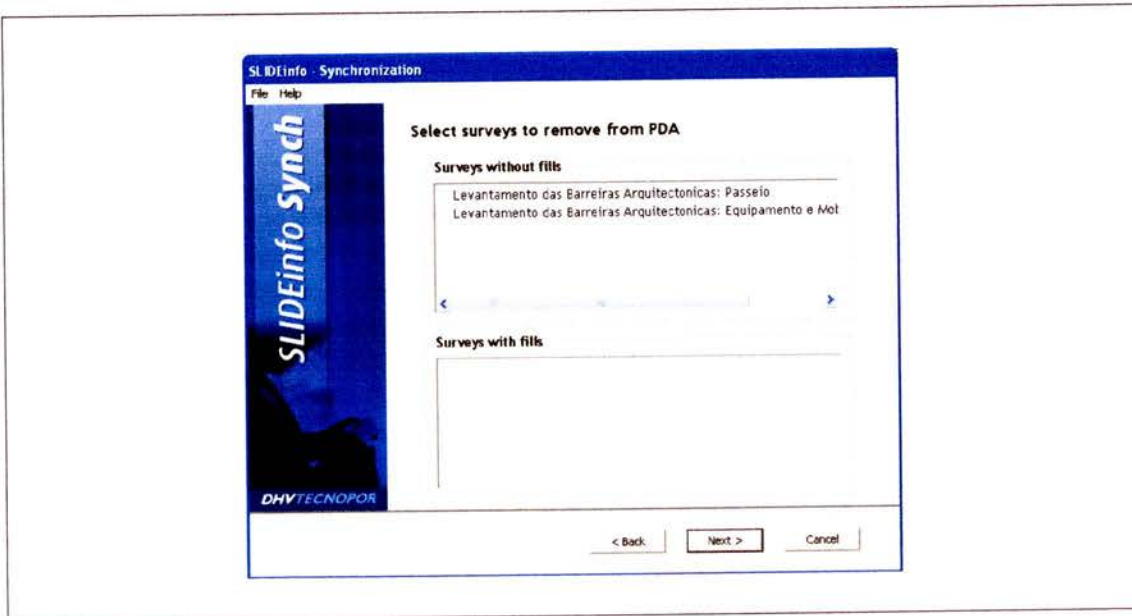 SLIDEinfo - Synchronization
File Help
SLIDEinfo Synch
Select surveys to remove from PDA
Surveys without fills
Levantamento das Barreiras Arquitectonicas: Passeio
Levantamento das Barreiras Arquitectonicas: Equipamento e Mob
Surveys with fills
DHVTECNOPOR
< Back
Next >
Cancel